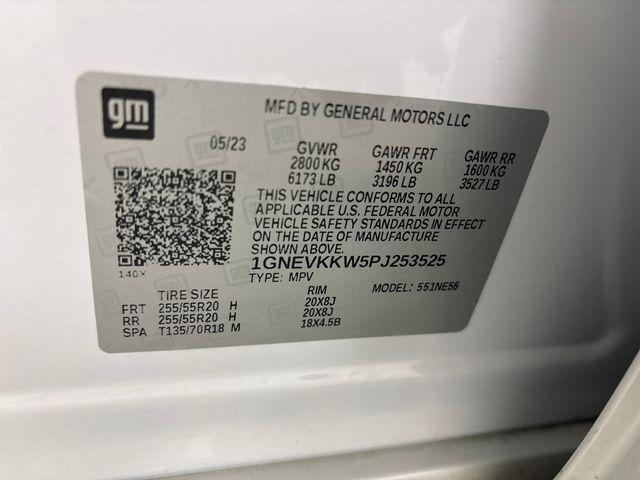 gm
MFD BY GENERAL MOTORS LLC
05/23 GVWR GAWR FRT GAWR RR
2800 KG 1450 KG 1600 KG
6173 LB 3196 LB 3527 LB
THIS VEHICLE CONFORMS TO ALL
APPLICABLE U.S. FEDERAL MOTOR
VEHICLE SAFETY STANDARDS IN EFFECT
ON THE DATE OF MANUFACTURE
SHOWN ABOVE.
1GNEVKKW5PJ253525
140X TYPE: MPV MODEL: 551NE56
TIRE SIZE RIM
FRT 255/55R20 H 20X8J
RR 255/55R20 H 20X8J
SPA T135/70R18 M 18X4.5B